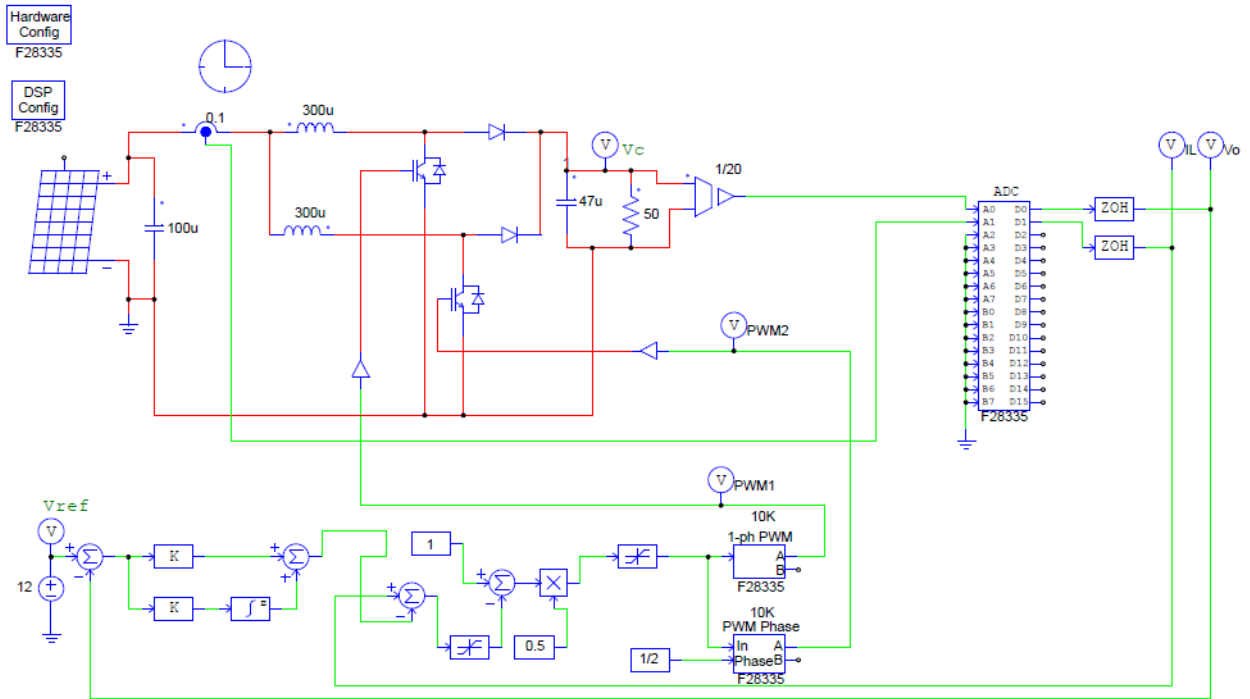 Hardware
Config
F28335
DSP
Config
F28335
0.1
300u
300u
100u
1
47u
50
Vc
1/20
V
V
IL
V
Vo
ADC
A0 D0
A1 D1
A2 D2
A3 D3
A4 D4
A5 D5
A6 D6
A7 D7
B0 D8
B1 D9
B2 D10
B3 D11
B4 D12
B5 D13
B6 D14
B7 D15
F28335
ZOH
ZOH
V
PWM2
V
PWM1
10K
1-ph PWM
A
B
F28335
10K
PWM Phase
In A
Phase B
F28335
1/2
Vref
V
12
Σ
K
K
Σ
Σ
1
Σ
0.5